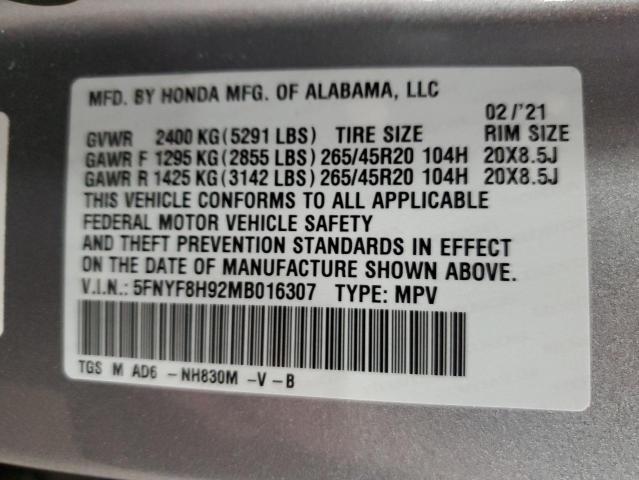 MFD. BY HONDA MFG. OF ALABAMA, LLC
02/'21
GVWR 2400 KG(5291 LBS) TIRE SIZE RIM SIZE
GAWR F 1295 KG(2855 LBS) 265/45R20 104H 20X8.5J
GAWR R 1425 KG(3142 LBS) 265/45R20 104H 20X8.5J
THIS VEHICLE CONFORMS TO ALL APPLICABLE
FEDERAL MOTOR VEHICLE SAFETY
AND THEFT PREVENTION STANDARDS IN EFFECT
ON THE DATE OF MANUFACTURE SHOWN ABOVE.
V.I.N.: 5FNYF8H92MB016307 TYPE: MPV
TGS M AD6 -NH830M -V-B